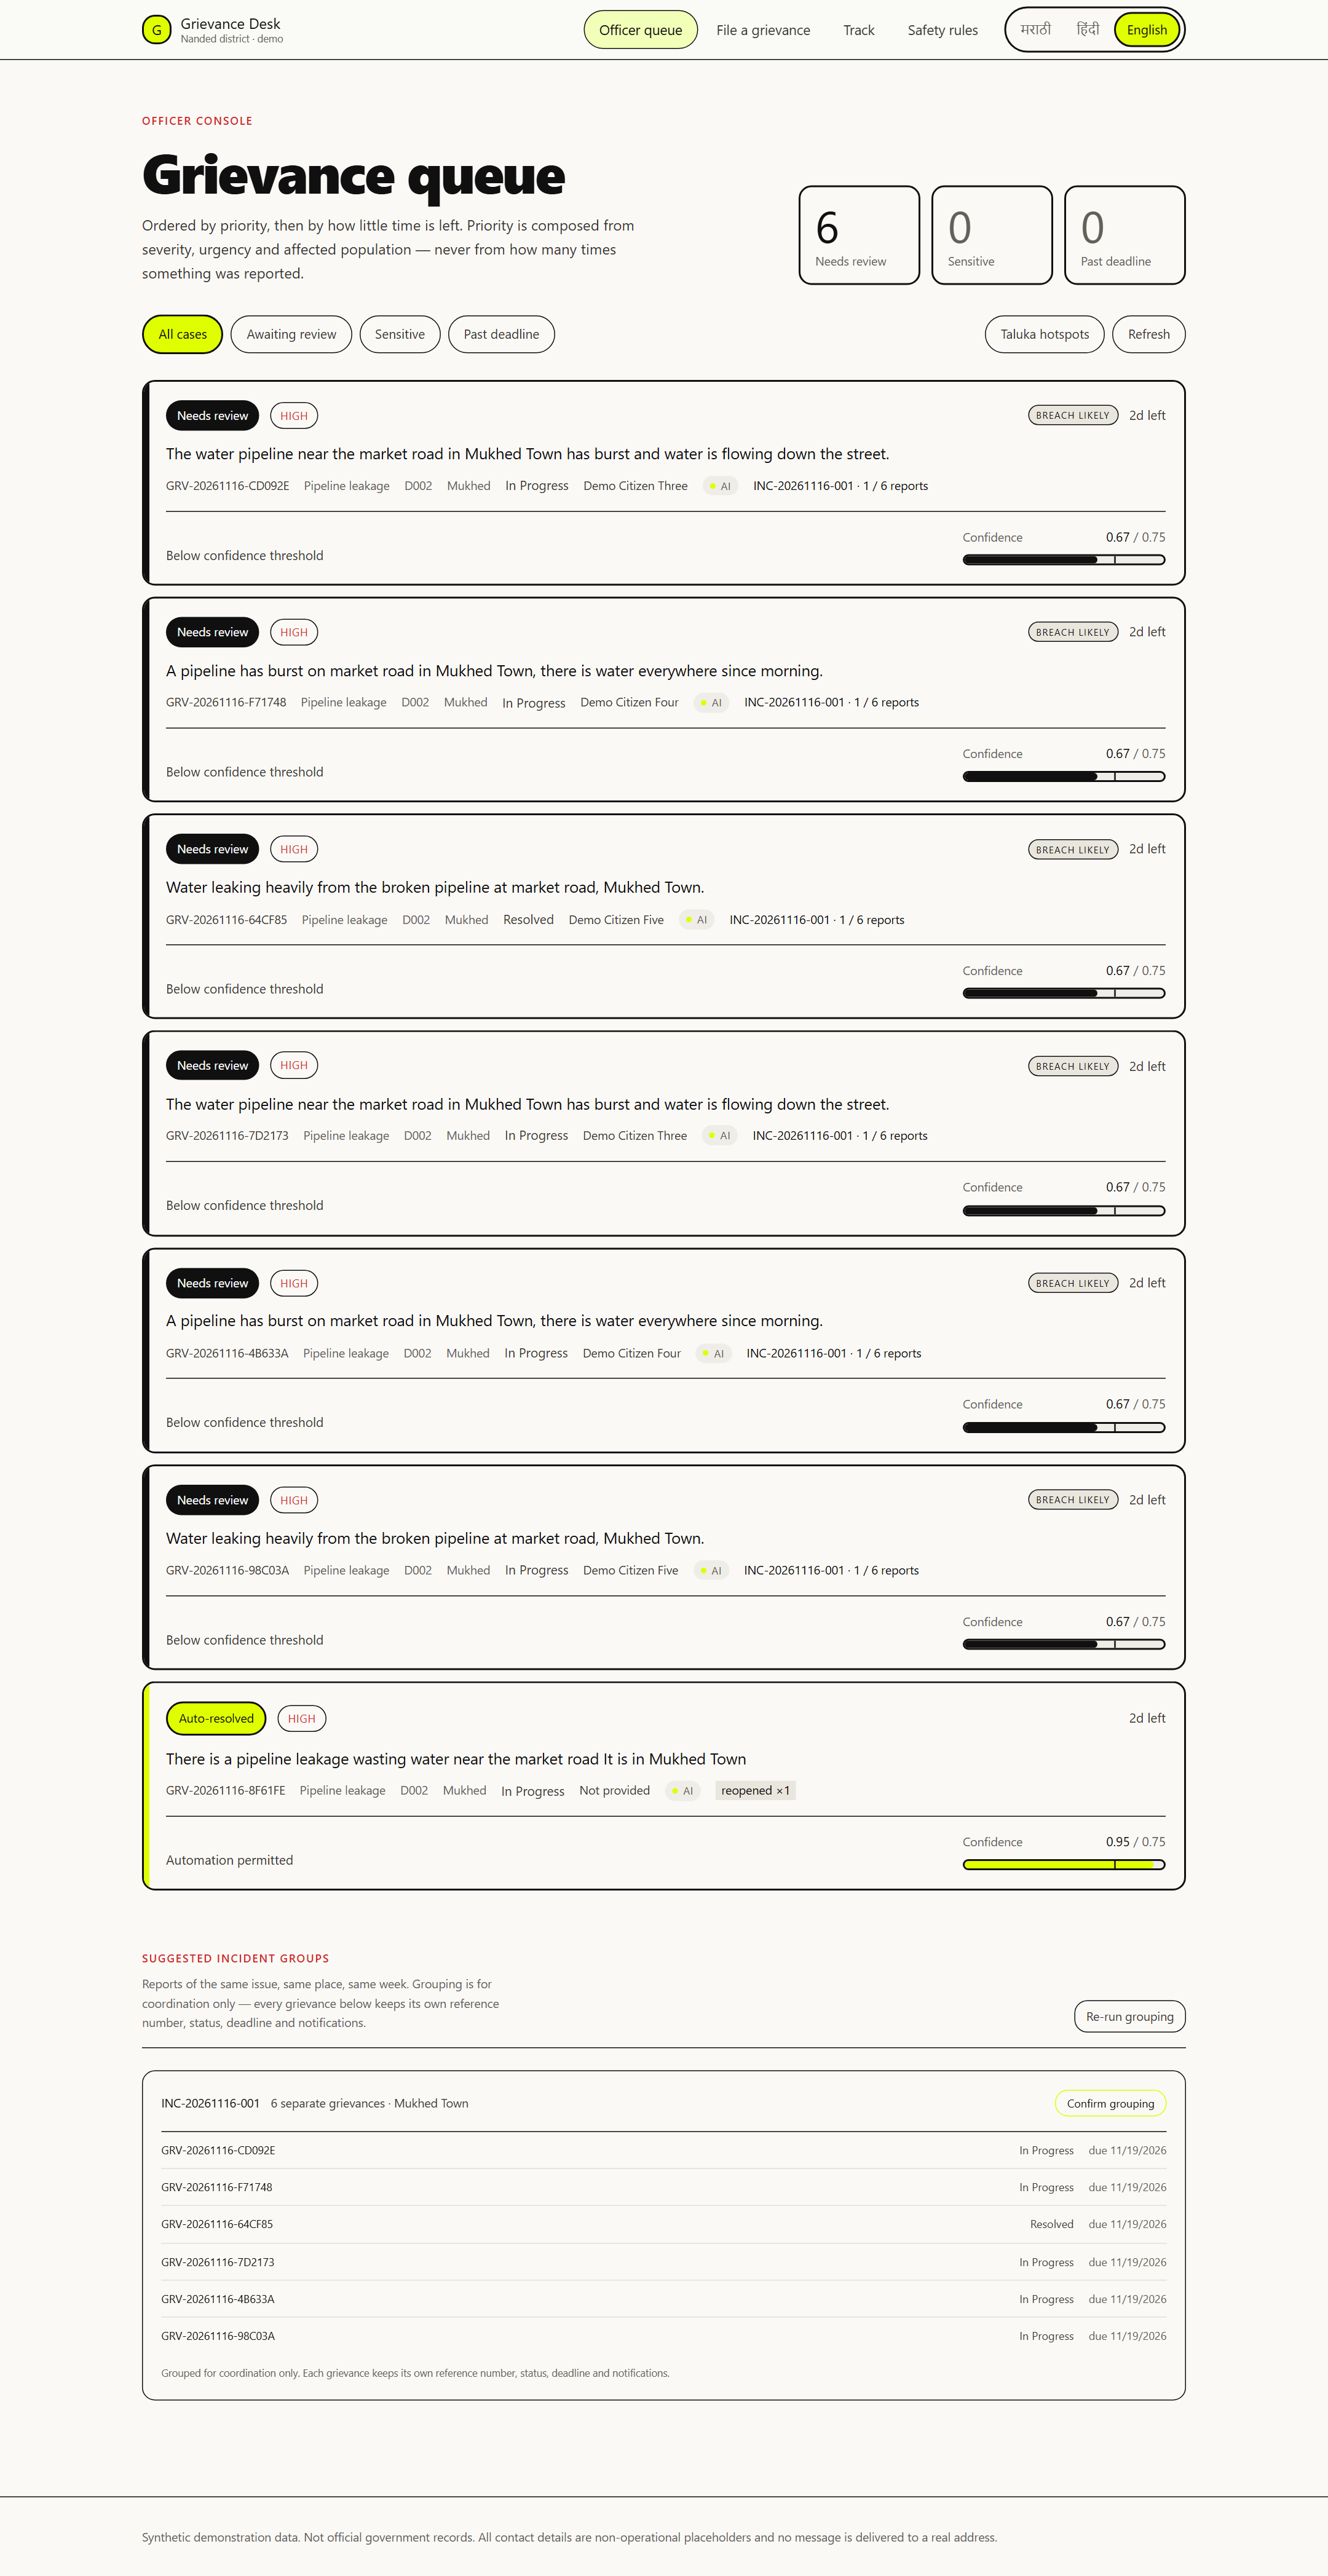 G
Grievance Desk
Nanded district · demo
Officer queue
File a grievance
Track
Safety rules
मराठी
हिंदी
English
OFFICER CONSOLE
Grievance queue
Ordered by priority, then by how little time is left. Priority is composed from
severity, urgency and affected population — never from how many times
something was reported.
6
Needs review
0
Sensitive
0
Past deadline
All cases
Awaiting review
Sensitive
Past deadline
Taluka hotspots
Refresh
Needs review HIGH BREACH LIKELY 2d left
The water pipeline near the market road in Mukhed Town has burst and water is flowing down the street.
GRV-20261116-CD092E Pipeline leakage D002 Mukhed In Progress Demo Citizen Three AI INC-20261116-001 · 1 / 6 reports
Confidence 0.67 / 0.75
Below confidence threshold
Needs review HIGH BREACH LIKELY 2d left
A pipeline has burst on market road in Mukhed Town, there is water everywhere since morning.
GRV-20261116-F71748 Pipeline leakage D002 Mukhed In Progress Demo Citizen Four AI INC-20261116-001 · 1 / 6 reports
Confidence 0.67 / 0.75
Below confidence threshold
Needs review HIGH BREACH LIKELY 2d left
Water leaking heavily from the broken pipeline at market road, Mukhed Town.
GRV-20261116-64CF85 Pipeline leakage D002 Mukhed Resolved Demo Citizen Five AI INC-20261116-001 · 1 / 6 reports
Confidence 0.67 / 0.75
Below confidence threshold
Needs review HIGH BREACH LIKELY 2d left
The water pipeline near the market road in Mukhed Town has burst and water is flowing down the street.
GRV-20261116-7D2173 Pipeline leakage D002 Mukhed In Progress Demo Citizen Three AI INC-20261116-001 · 1 / 6 reports
Confidence 0.67 / 0.75
Below confidence threshold
Needs review HIGH BREACH LIKELY 2d left
A pipeline has burst on market road in Mukhed Town, there is water everywhere since morning.
GRV-20261116-4B633A Pipeline leakage D002 Mukhed In Progress Demo Citizen Four AI INC-20261116-001 · 1 / 6 reports
Confidence 0.67 / 0.75
Below confidence threshold
Needs review HIGH BREACH LIKELY 2d left
Water leaking heavily from the broken pipeline at market road, Mukhed Town.
GRV-20261116-98C03A Pipeline leakage D002 Mukhed In Progress Demo Citizen Five AI INC-20261116-001 · 1 / 6 reports
Confidence 0.67 / 0.75
Below confidence threshold
Auto-resolved HIGH 2d left
There is a pipeline leakage wasting water near the market road It is in Mukhed Town
GRV-20261116-8F61FE Pipeline leakage D002 Mukhed In Progress Not provided AI reopened ×1
Confidence 0.95 / 0.75
Automation permitted
SUGGESTED INCIDENT GROUPS
Reports of the same issue, same place, same week. Grouping is for
coordination only — every grievance below keeps its own reference
number, status, deadline and notifications.
Re-run grouping
INC-20261116-001 6 separate grievances · Mukhed Town Confirm grouping
GRV-20261116-CD092E In Progress due 11/19/2026
GRV-20261116-F71748 In Progress due 11/19/2026
GRV-20261116-64CF85 Resolved due 11/19/2026
GRV-20261116-7D2173 In Progress due 11/19/2026
GRV-20261116-4B633A In Progress due 11/19/2026
GRV-20261116-98C03A In Progress due 11/19/2026
Grouped for coordination only. Each grievance keeps its own reference number, status, deadline and notifications.
Synthetic demonstration data. Not official government records. All contact details are non-operational placeholders and no message is delivered to a real address.